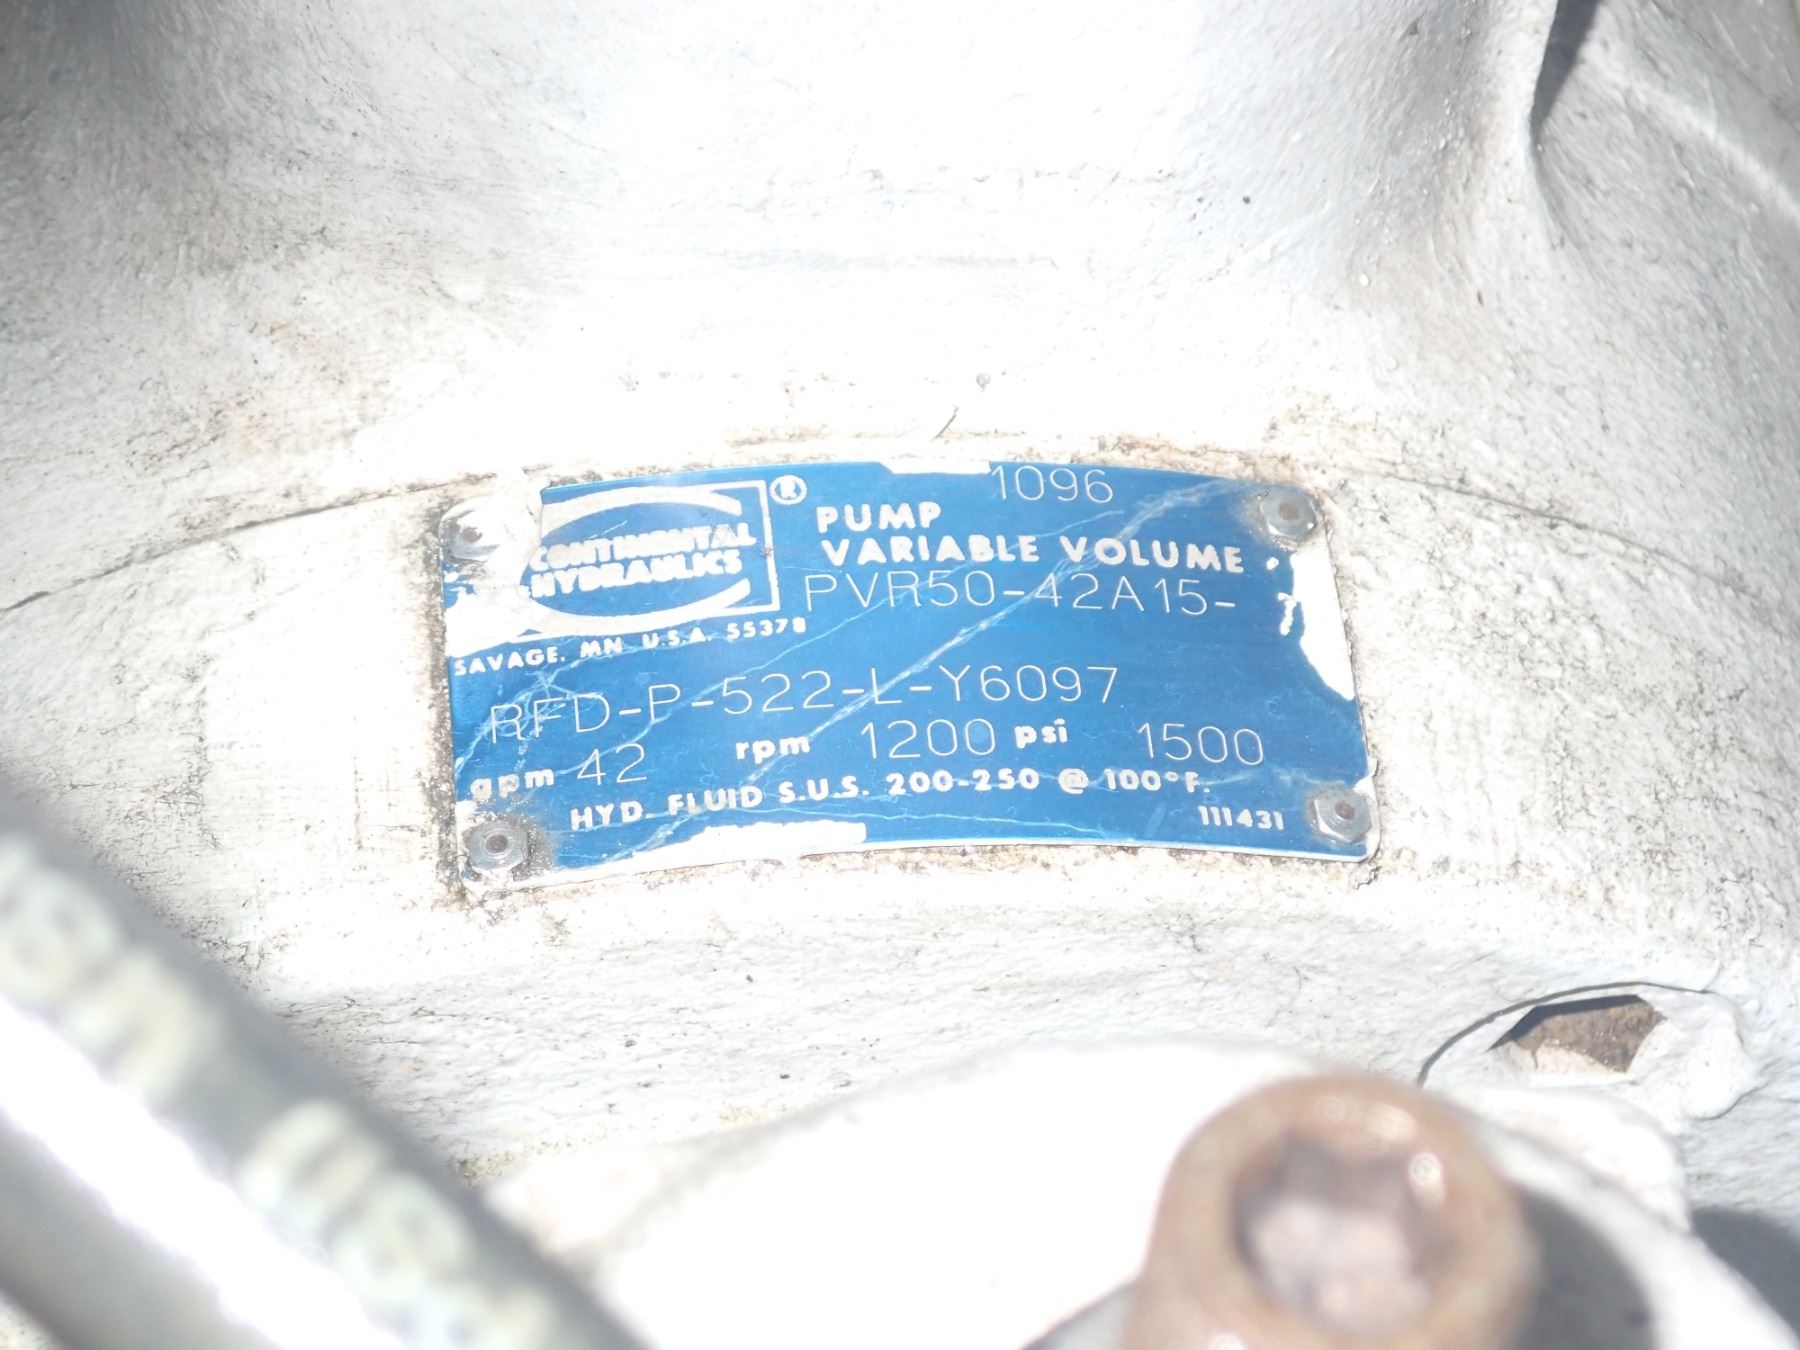 1096
CONTINENTAL
HYDRAULICS
®
SAVAGE, MN U.S.A. 55378
PUMP
VARIABLE VOLUME
PVR50-42A15-
RFD-P-522-L-Y6097
gpm 42 rpm 1200 psi 1500
HYD. FLUID S.U.S. 200-250 @ 100°F.
111431